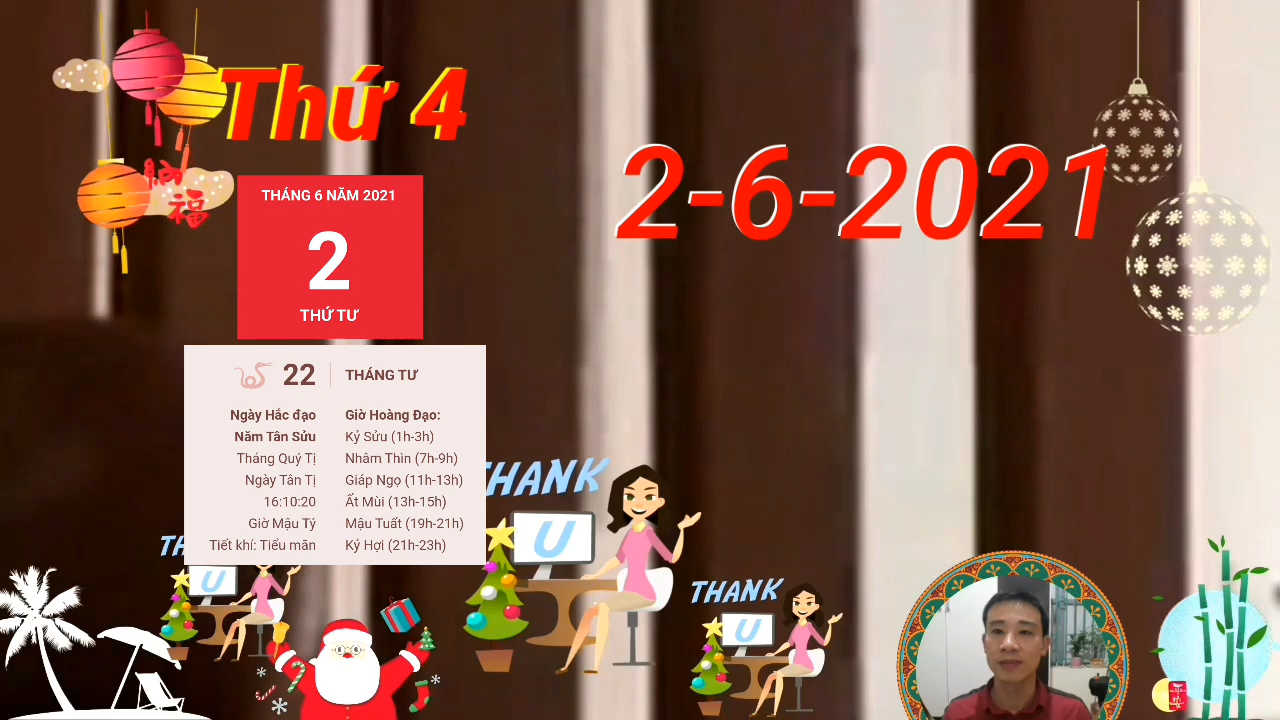 Thứ 4
2-6-2021
福
THÁNG 6 NĂM 2021
2
THỨ TƯ
22 THÁNG TƯ
Ngày Hắc đạo
Năm Tân Sửu
Tháng Quý Tị
Ngày Tân Tị
16:10:20
Giờ Mậu Tý
Tiết khí: Tiểu mãn
Giờ Hoàng Đạo:
Kỷ Sửu (1h-3h)
Nhâm Thìn (7h-9h)
Giáp Ngọ (11h-13h)
Ất Mùi (13h-15h)
Mậu Tuất (19h-21h)
Kỷ Hợi (21h-23h)
THANK
U
TH
U
THANK
U